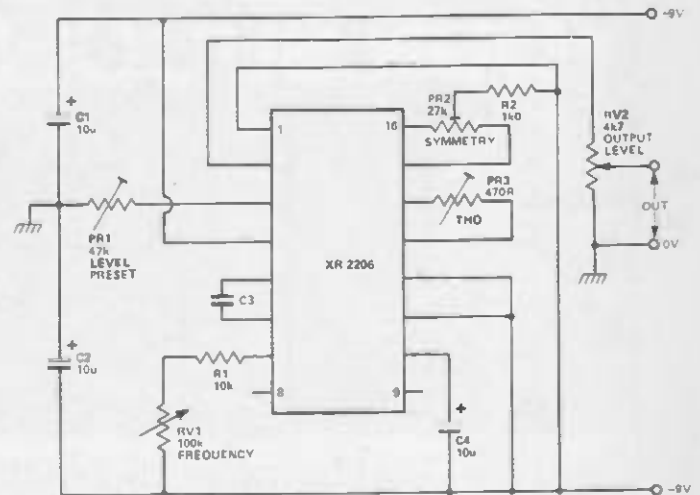 -9V
C1
10u
+
PR1
47k
LEVEL
PRESET
C2
10u
+
C3
R1
10k
RV1
100k
FREQUENCY
1
8
16
9
XR 2206
PR2
27k
SYMMETRY
R2
1k0
PR3
470R
THD
C4
10u
+
RV2
4k7
OUTPUT
LEVEL
OUT
0V
-9V